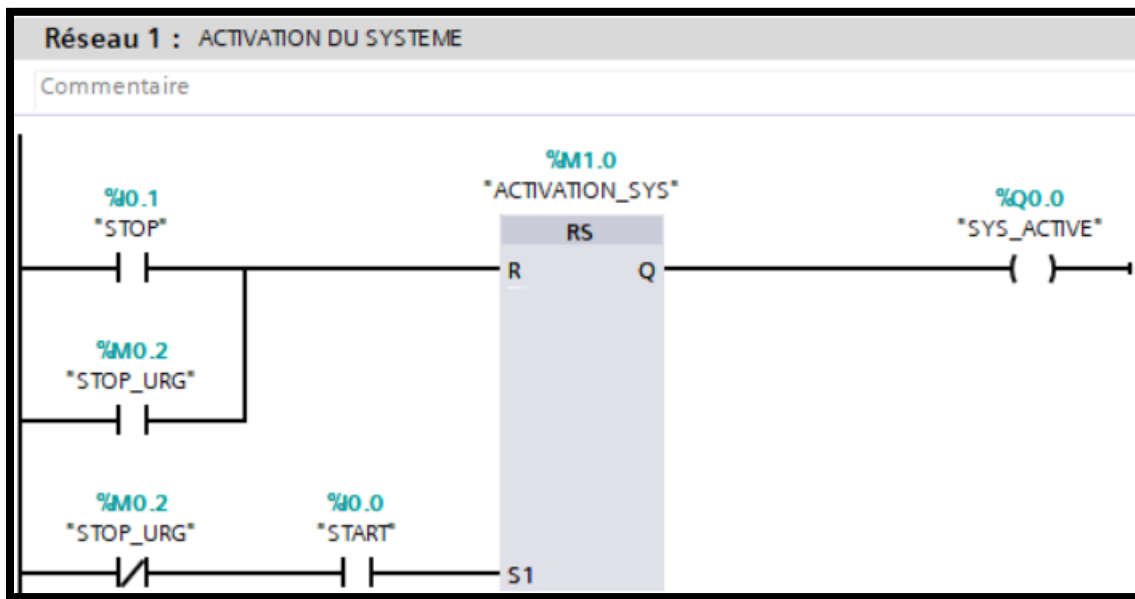 Réseau 1 : ACTIVATION DU SYSTEME
Commentaire
%M1.0
"ACTIVATION_SYS"
%I0.1
"STOP"
%Q0.0
"SYS_ACTIVE"
RS
R Q
%M0.2
"STOP_URG"
%M0.2
"STOP_URG"
%I0.0
"START"
S1